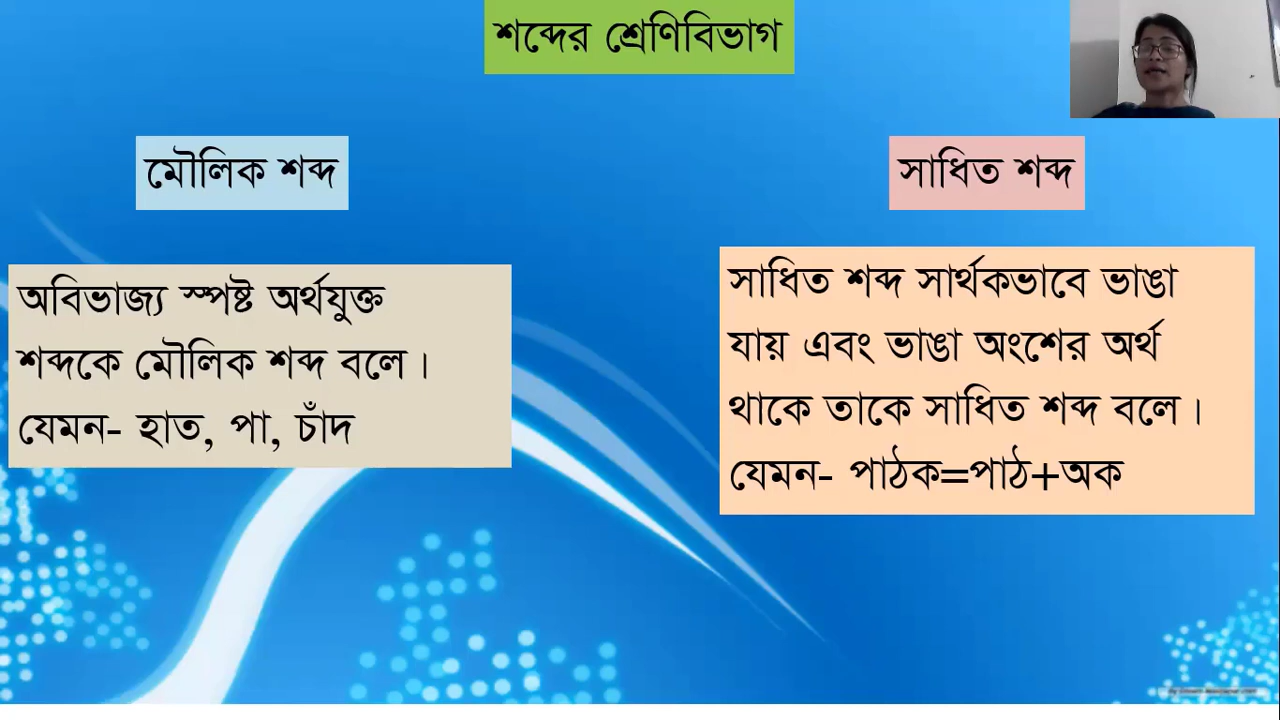 শব্দের শ্রেণিবিভাগ
মৌলিক শব্দ
অবিভাজ্য স্পষ্ট অর্থযুক্ত
শব্দকে মৌলিক শব্দ বলে।
যেমন- হাত, পা, চাঁদ
সাধিত শব্দ
সাধিত শব্দ সার্থকভাবে ভাঙা
যায় এবং ভাঙা অংশের অর্থ
থাকে তাকে সাধিত শব্দ বলে।
যেমন- পাঠক=পাঠ+অক